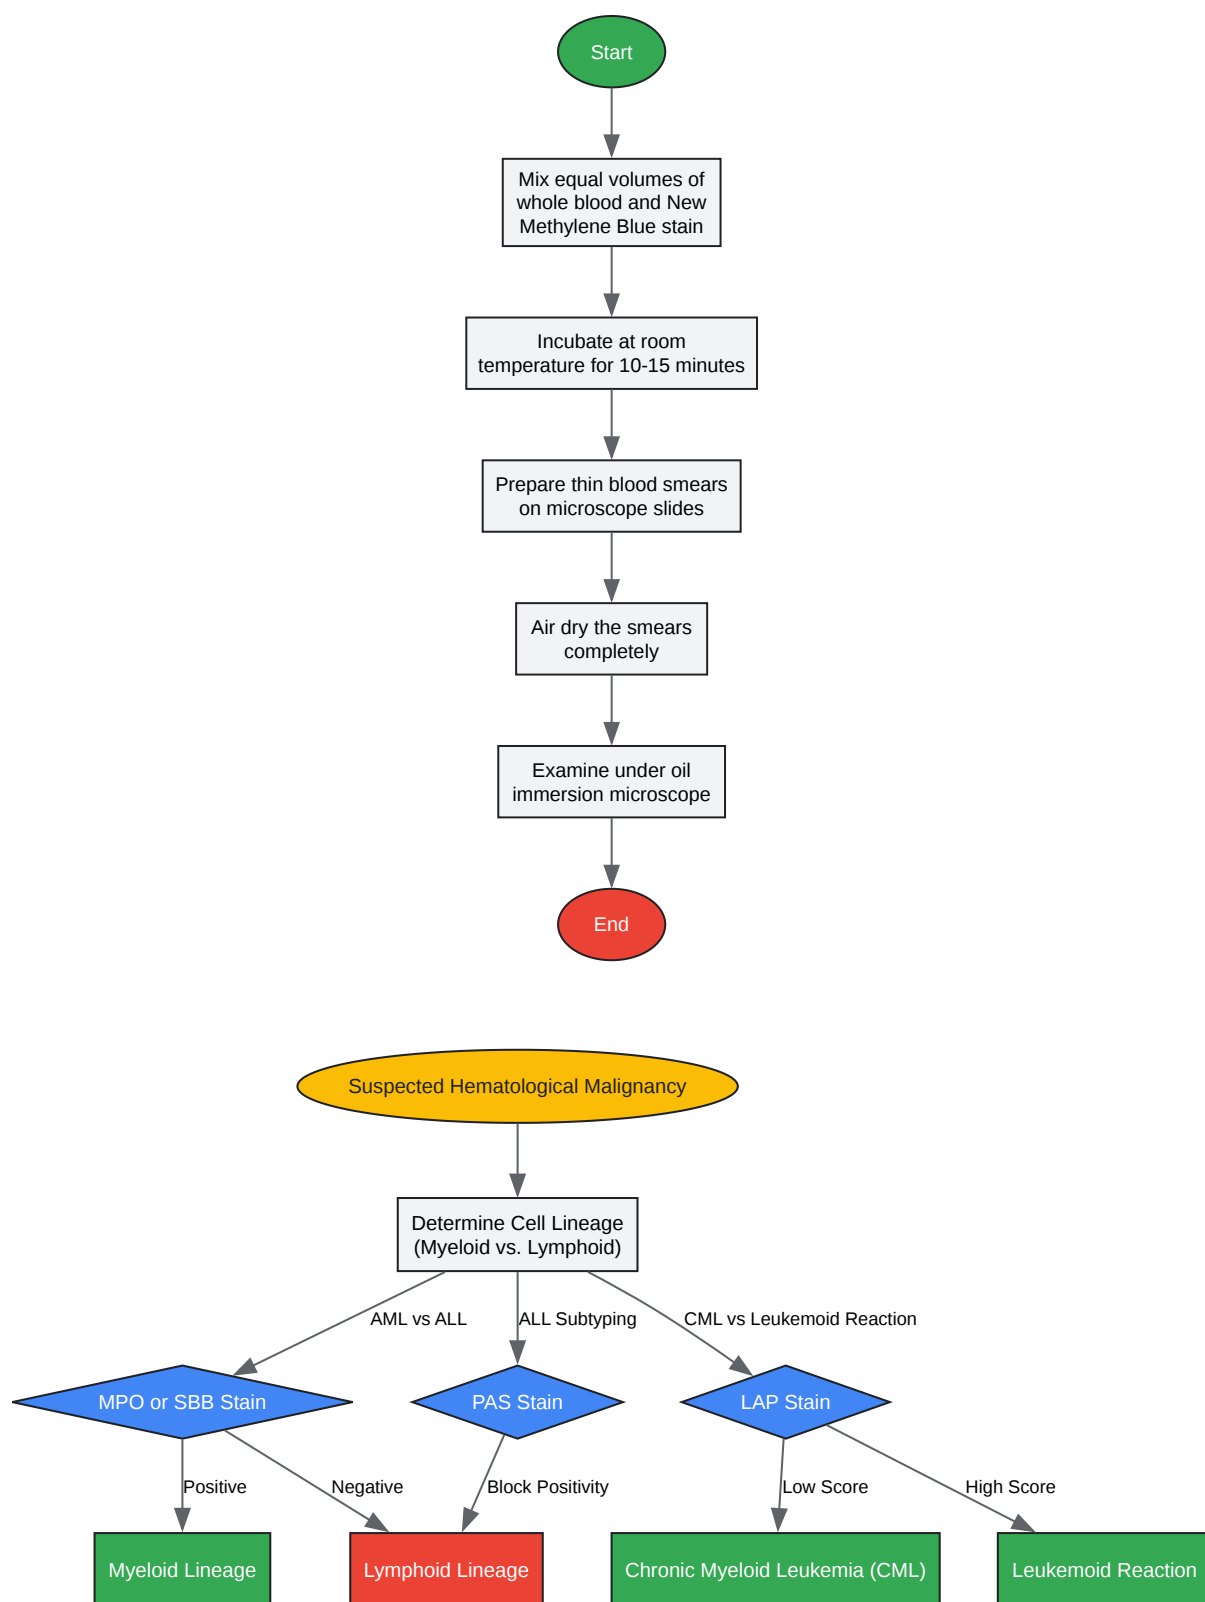 Start
Mix equal volumes of
whole blood and New
Methylene Blue stain
Incubate at room
temperature for 10-15 minutes
Prepare thin blood smears
on microscope slides
Air dry the smears
completely
Examine under oil
immersion microscope
End
Suspected Hematological Malignancy
Determine Cell Lineage
(Myeloid vs. Lymphoid)
AML vs ALL
ALL Subtyping
CML vs Leukemoid Reaction
MPO or SBB Stain
PAS Stain
LAP Stain
Positive
Negative
Block Positivity
Low Score
High Score
Myeloid Lineage
Lymphoid Lineage
Chronic Myeloid Leukemia (CML)
Leukemoid Reaction